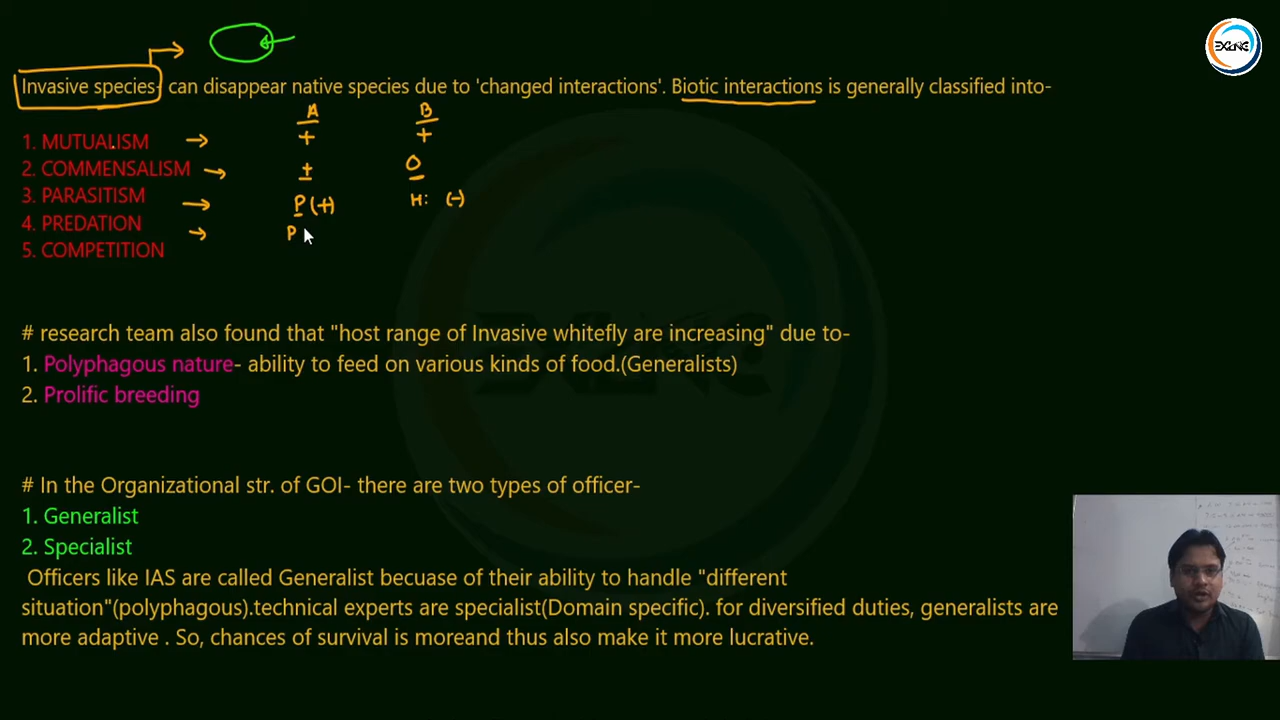 EXLNC
Invasive species- can disappear native species due to 'changed interactions'. Biotic interactions is generally classified into-
A B
1. MUTUALISM → + +
2. COMMENSALISM → + O
3. PARASITISM → P (+) H: (-)
4. PREDATION → P
5. COMPETITION
# research team also found that "host range of Invasive whitefly are increasing" due to-
1. Polyphagous nature- ability to feed on various kinds of food.(Generalists)
2. Prolific breeding
# In the Organizational str. of GOI- there are two types of officer-
1. Generalist
2. Specialist
Officers like IAS are called Generalist becuase of their ability to handle "different
situation"(polyphagous).technical experts are specialist(Domain specific). for diversified duties, generalists are
more adaptive . So, chances of survival is moreand thus also make it more lucrative.